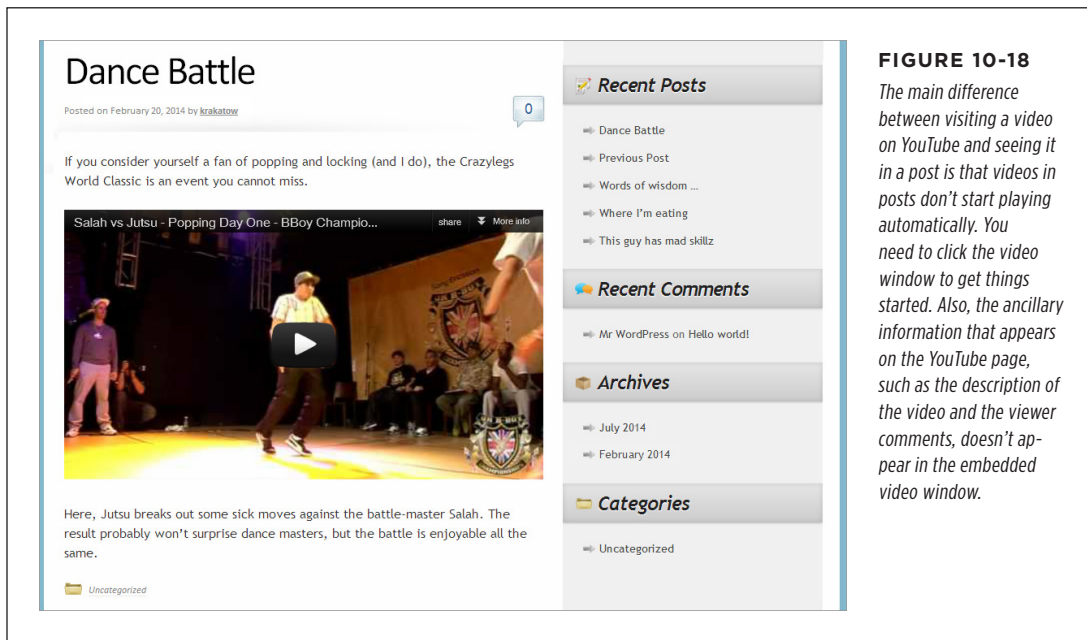 Dance Battle
Posted on February 20, 2014 by krakatow
0
If you consider yourself a fan of popping and locking (and I do), the Crazylegs
World Classic is an event you cannot miss.
Salah vs Jutsu - Popping Day One - BBoy Champio...
share
More info
Sony Ericsson
Here, Jutsu breaks out some sick moves against the battle-master Salah. The
result probably won't surprise dance masters, but the battle is enjoyable all the
same.
Uncategorized
Recent Posts
Dance Battle
Previous Post
Words of wisdom …
Where I'm eating
This guy has mad skillz
Recent Comments
Mr WordPress on Hello world!
Archives
July 2014
February 2014
Categories
Uncategorized
FIGURE 10-18
The main difference
between visiting a video
on YouTube and seeing it
in a post is that videos in
posts don't start playing
automatically. You
need to click the video
window to get things
started. Also, the ancillary
information that appears
on the YouTube page,
such as the description of
the video and the viewer
comments, doesn't ap-
pear in the embedded
video window.